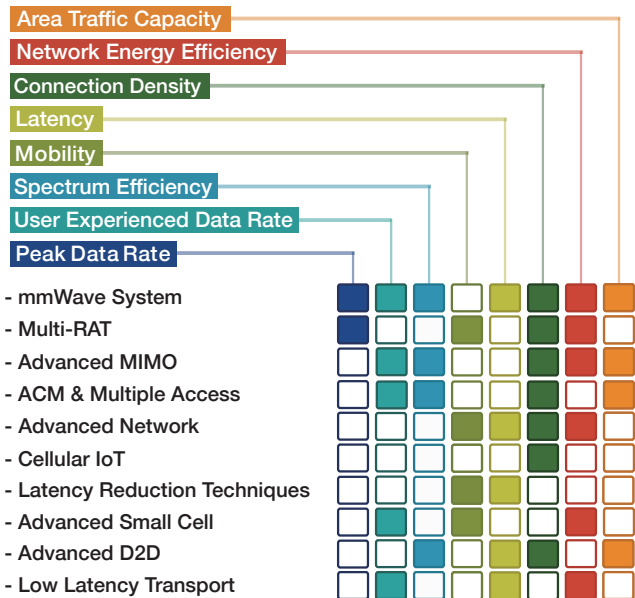 Area Traffic Capacity
Network Energy Efficiency
Connection Density
Latency
Mobility
Spectrum Efficiency
User Experienced Data Rate
Peak Data Rate
- mmWave System
- Multi-RAT
- Advanced MIMO
- ACM & Multiple Access
- Advanced Network
- Cellular IoT
- Latency Reduction Techniques
- Advanced Small Cell
- Advanced D2D
- Low Latency Transport